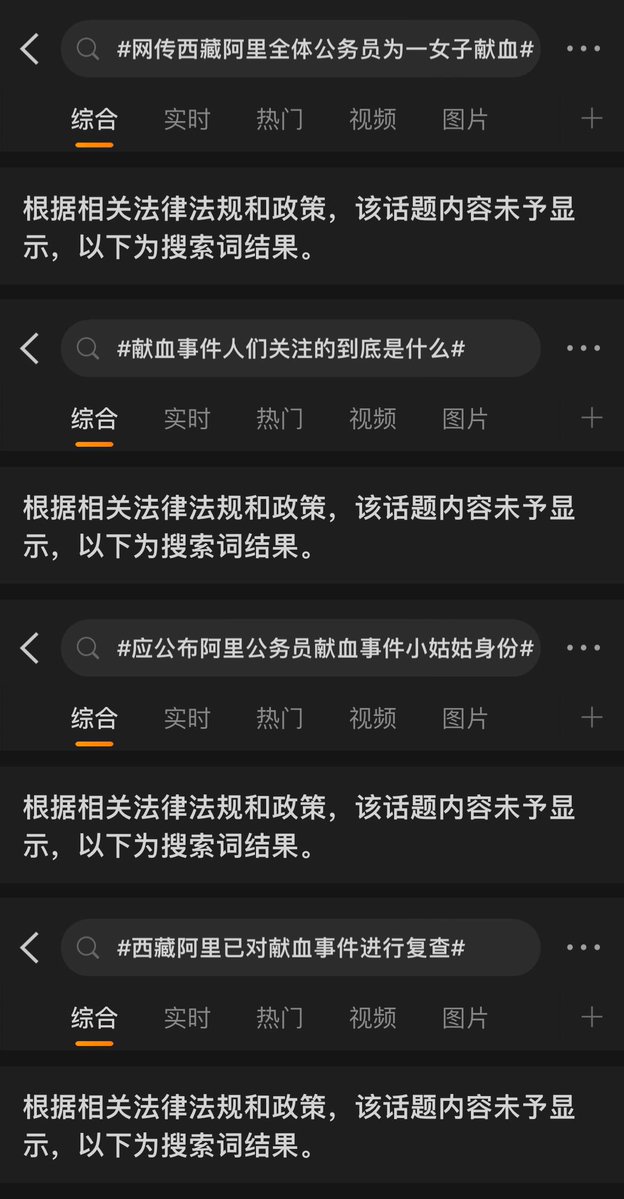 #网传西藏阿里全体公务员为一女子献血#
综合 实时 热门 视频 图片
根据相关法律法规和政策，该话题内容未予显
示，以下为搜索词结果。
#献血事件人们关注的到底是什么#
综合 实时 热门 视频 图片
根据相关法律法规和政策，该话题内容未予显
示，以下为搜索词结果。
#应公布阿里公务员献血事件小姑姑身份#
综合 实时 热门 视频 图片
根据相关法律法规和政策，该话题内容未予显
示，以下为搜索词结果。
#西藏阿里已对献血事件进行复查#
综合 实时 热门 视频 图片
根据相关法律法规和政策，该话题内容未予显
示，以下为搜索词结果。